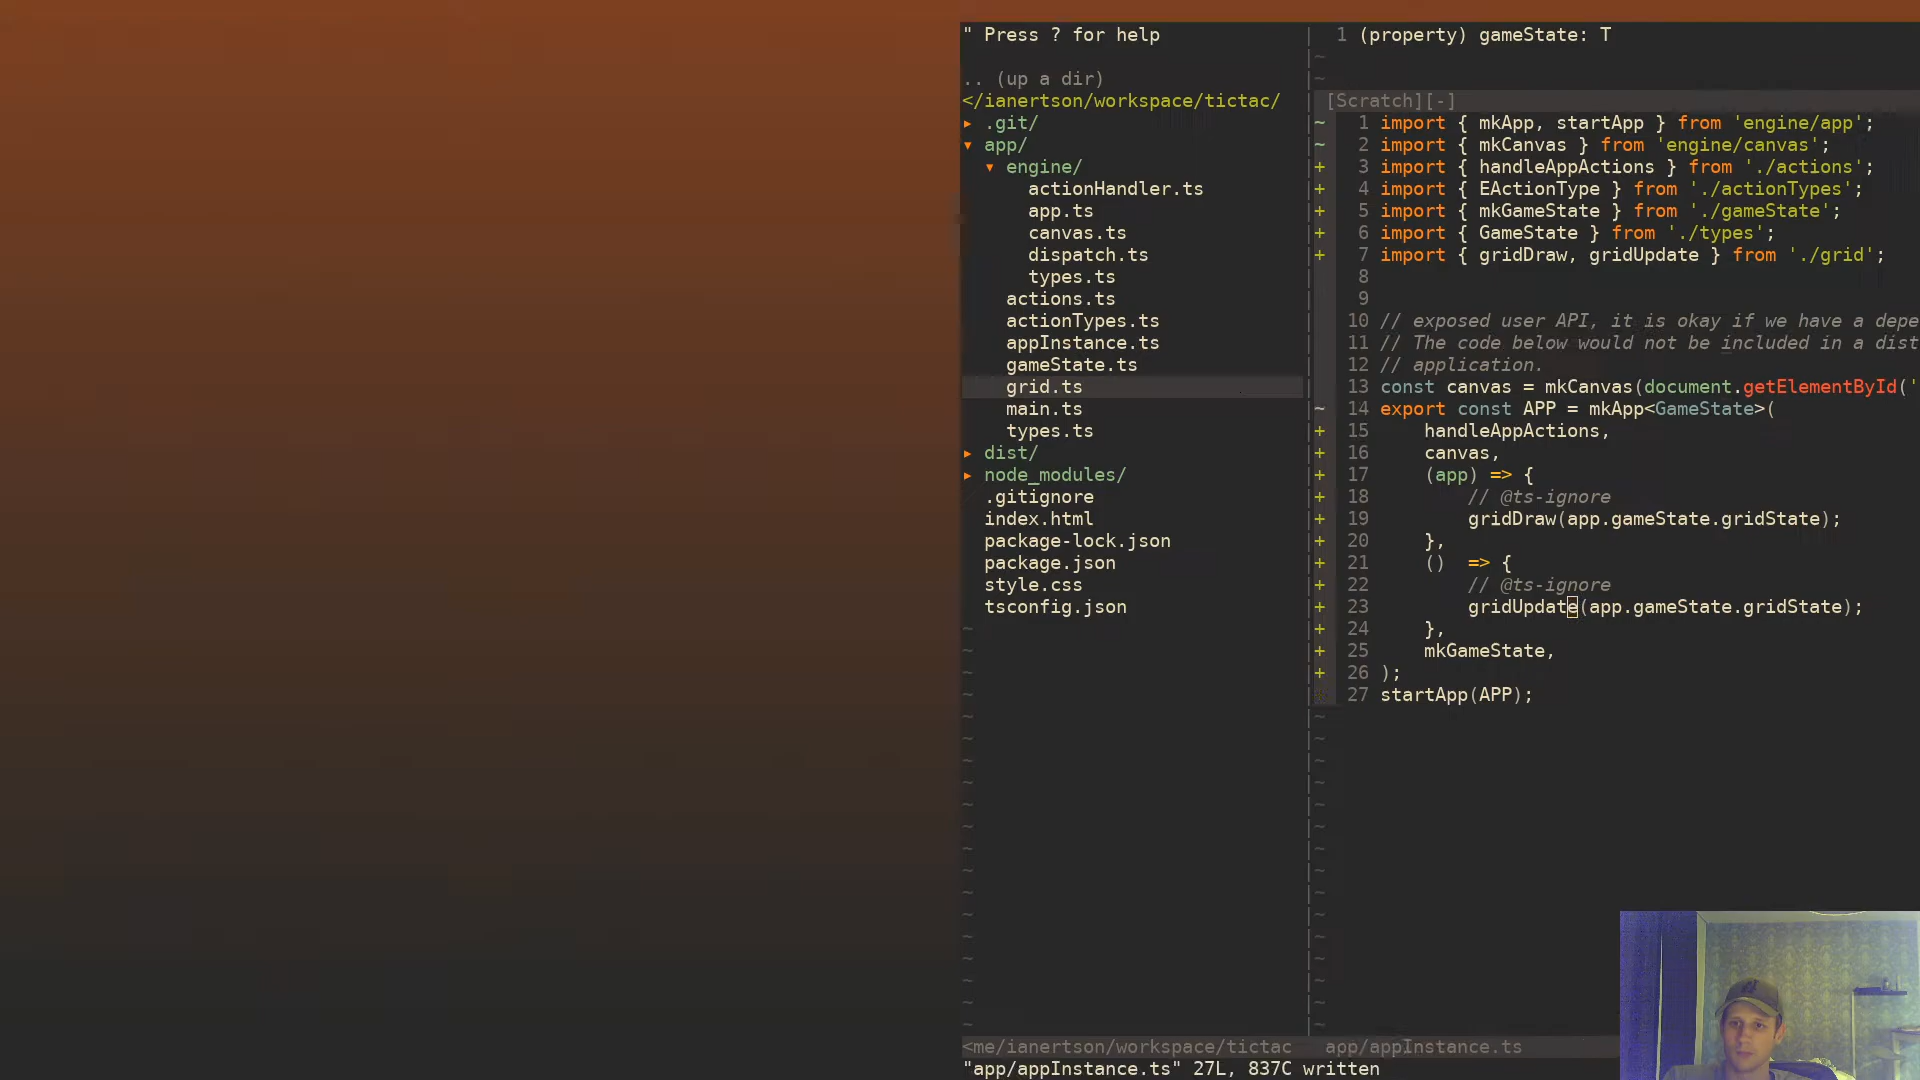 " Press ? for help
.. (up a dir)
</ianertson/workspace/tictac/
▸ .git/
▾ app/
▾ engine/
actionHandler.ts
app.ts
canvas.ts
dispatch.ts
types.ts
actions.ts
actionTypes.ts
appInstance.ts
gameState.ts
grid.ts
main.ts
types.ts
▸ dist/
▸ node_modules/
.gitignore
index.html
package-lock.json
package.json
style.css
tsconfig.json
<me/ianertson/workspace/tictac
1 (property) gameState: T
[Scratch][-]
~ 1 import { mkApp, startApp } from 'engine/app';
~ 2 import { mkCanvas } from 'engine/canvas';
+ 3 import { handleAppActions } from './actions';
+ 4 import { EActionType } from './actionTypes';
+ 5 import { mkGameState } from './gameState';
+ 6 import { GameState } from './types';
+ 7 import { gridDraw, gridUpdate } from './grid';
8
9
10 // exposed user API, it is okay if we have a depe
11 // The code below would not be included in a dist
12 // application.
13 const canvas = mkCanvas(document.getElementById('
~ 14 export const APP = mkApp<GameState>(
+ 15 handleAppActions,
+ 16 canvas,
+ 17 (app) => {
+ 18 // @ts-ignore
+ 19 gridDraw(app.gameState.gridState);
+ 20 },
+ 21 () => {
+ 22 // @ts-ignore
+ 23 gridUpdate(app.gameState.gridState);
+ 24 },
+ 25 mkGameState,
+ 26 );
27 startApp(APP);
app/appInstance.ts
"app/appInstance.ts" 27L, 837C written